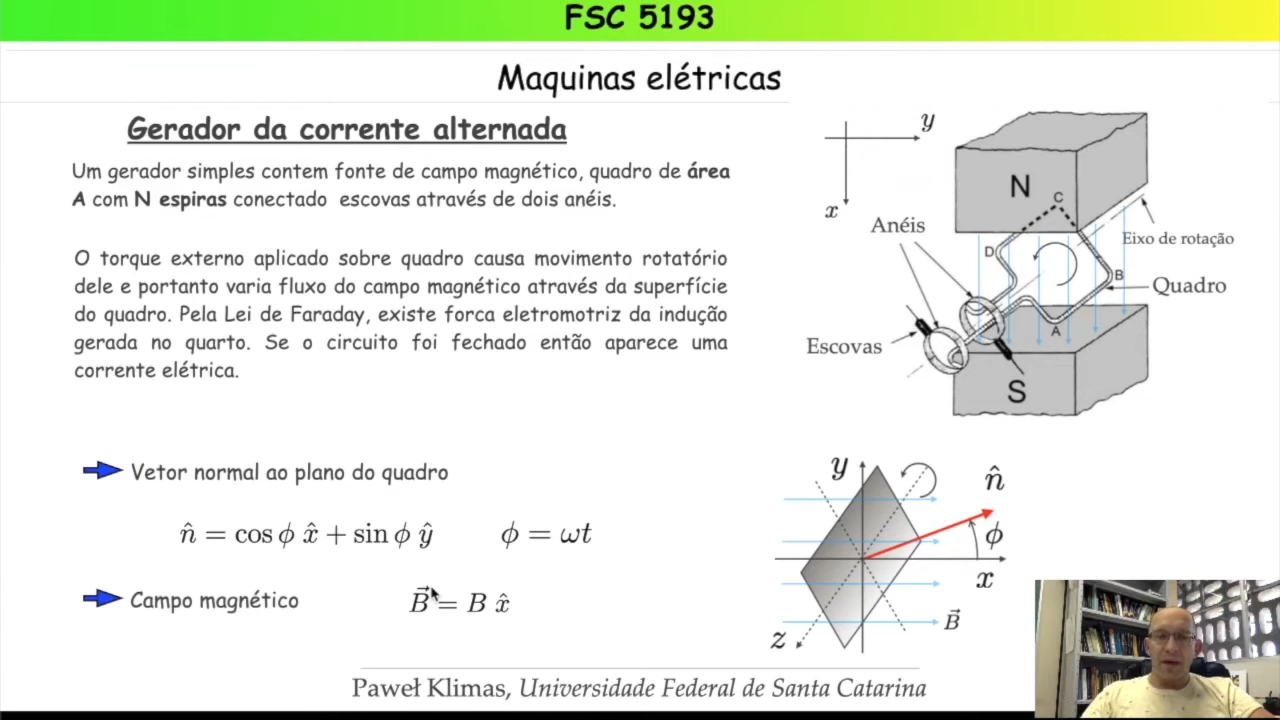 FSC 5193
Maquinas elétricas
Gerador da corrente alternada
Um gerador simples contem fonte de campo magnético, quadro de área
A com N espiras conectado escovas através de dois anéis.
O torque externo aplicado sobre quadro causa movimento rotatório
dele e portanto varia fluxo do campo magnético através da superfície
do quadro. Pela Lei de Faraday, existe forca eletromotriz da indução
gerada no quarto. Se o circuito foi fechado então aparece uma
corrente elétrica.
Vetor normal ao plano do quadro
n̂ = cos ϕ x̂ + sin ϕ ŷ    ϕ = ωt
Campo magnético    B⃗ = B x̂
y
x
N
C
Anéis
D
Eixo de rotação
B
Quadro
A
Escovas
S
y
n̂
ϕ
x
B⃗
z
Paweł Klimas, Universidade Federal de Santa Catarina